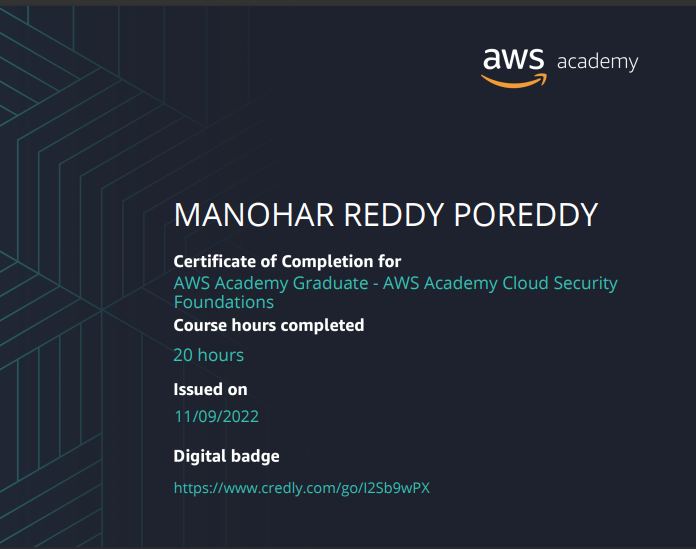 aws academy
MANOHAR REDDY POREDDY
Certificate of Completion for
AWS Academy Graduate - AWS Academy Cloud Security
Foundations
Course hours completed
20 hours
Issued on
11/09/2022
Digital badge
https://www.credly.com/go/I2Sb9wPX